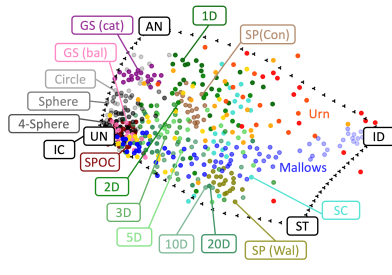 1D
AN
GS (cat)
SP(Con)
GS (bal)
Circle
Sphere
4-Sphere
Urn
UN
ID
IC
SPOC
Mallows
2D
3D
SC
ST
5D
10D
20D
SP (Wal)